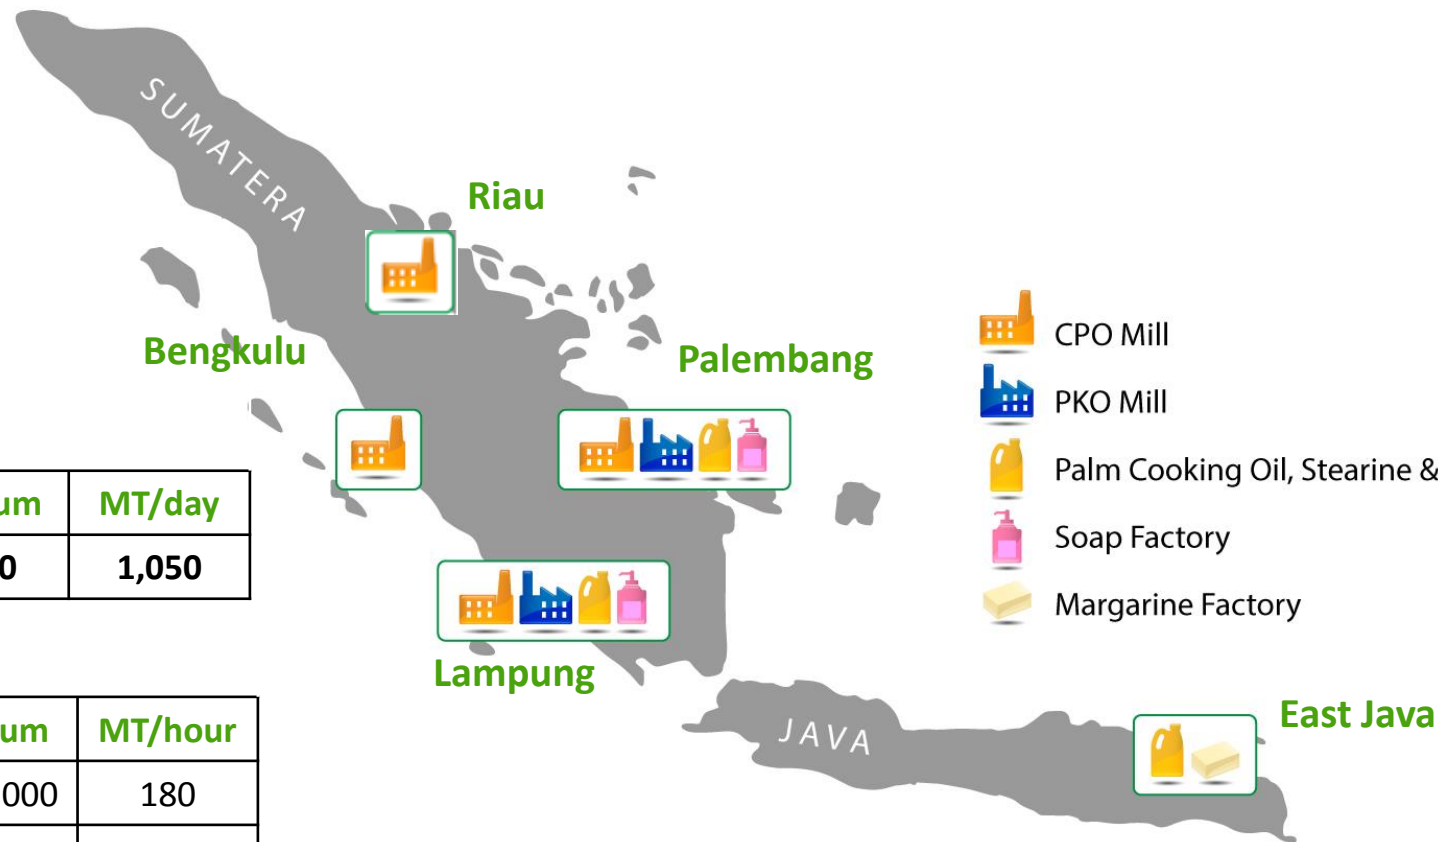 SUMATERA
Riau
Bengkulu
Palembang
Lampung
JAVA
East Java
CPO Mill
PKO Mill
Palm Cooking Oil, Stearine &
Soap Factory
Margarine Factory
MT/day
1,050
MT/hour
000 180